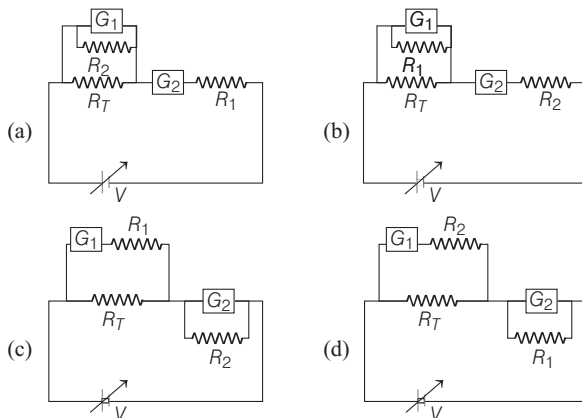 G1 G1
R2 R1
RT G2 R1 RT G2 R2
(a) (b)
V V
R1 R2
G1 G1
RT G2 RT G2
R2 R1
(c) (d)
V V